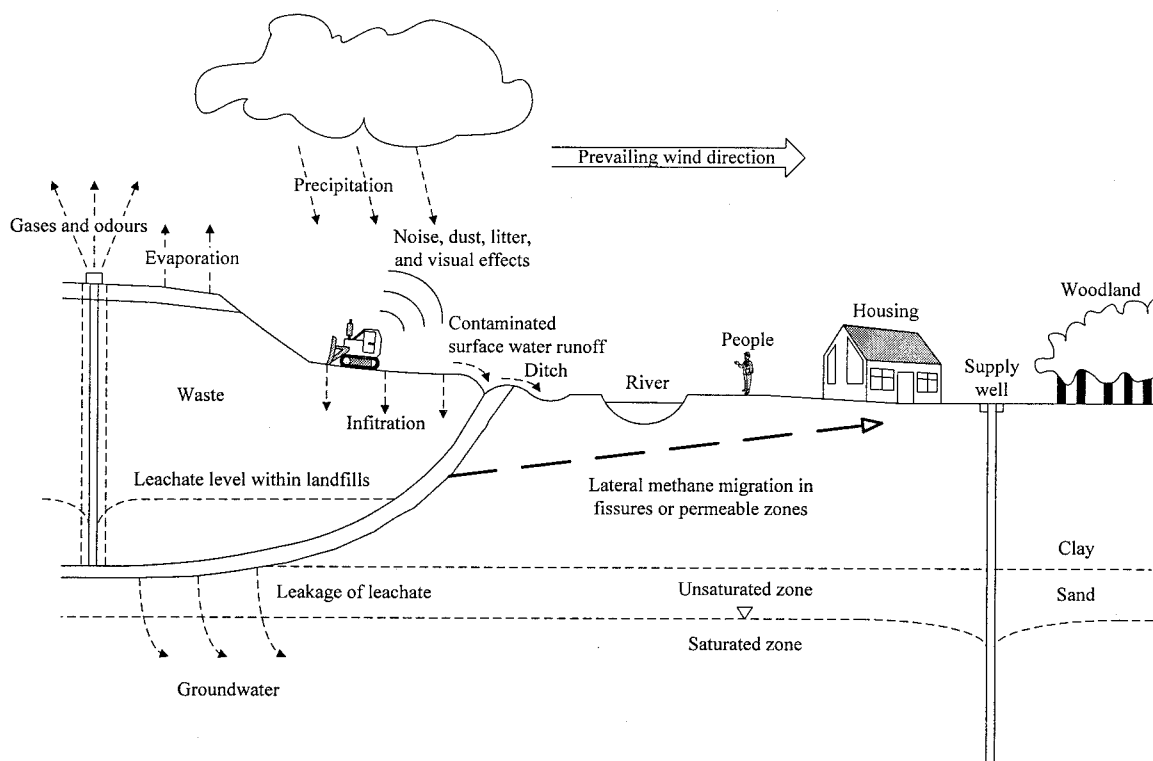 Prevailing wind direction
Precipitation
Gases and odours
Noise, dust, litter,
and visual effects
Evaporation
Woodland
Housing
Contaminated
surface water runoff
Ditch
People
Supply
well
River
Waste
Infitration
Leachate level within landfills
Lateral methane migration in
fissures or permeable zones
Clay
Leakage of leachate
Unsaturated zone
Sand
Saturated zone
Groundwater